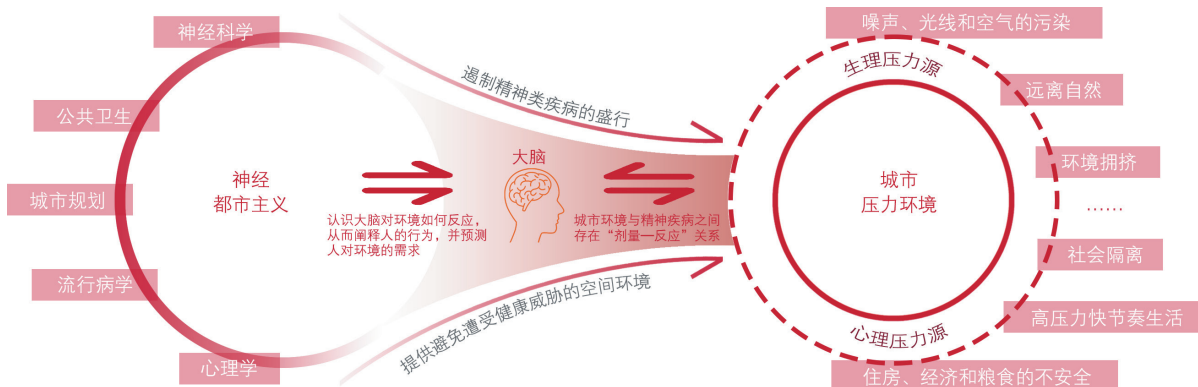 神经科学
公共卫生
城市规划
流行病学
心理学
神经
都市主义
遏制精神类疾病的盛行
大脑
认识大脑对环境如何反应，
从而阐释人的行为，并预测
人对环境的需求
城市环境与精神疾病之间
存在“剂量—反应”关系
提供避免遭受健康威胁的空间环境
噪声、光线和空气的污染
生理压力源
远离自然
环境拥挤
城市
压力环境
……
社会隔离
高压力快节奏生活
心理压力源
住房、经济和粮食的不安全